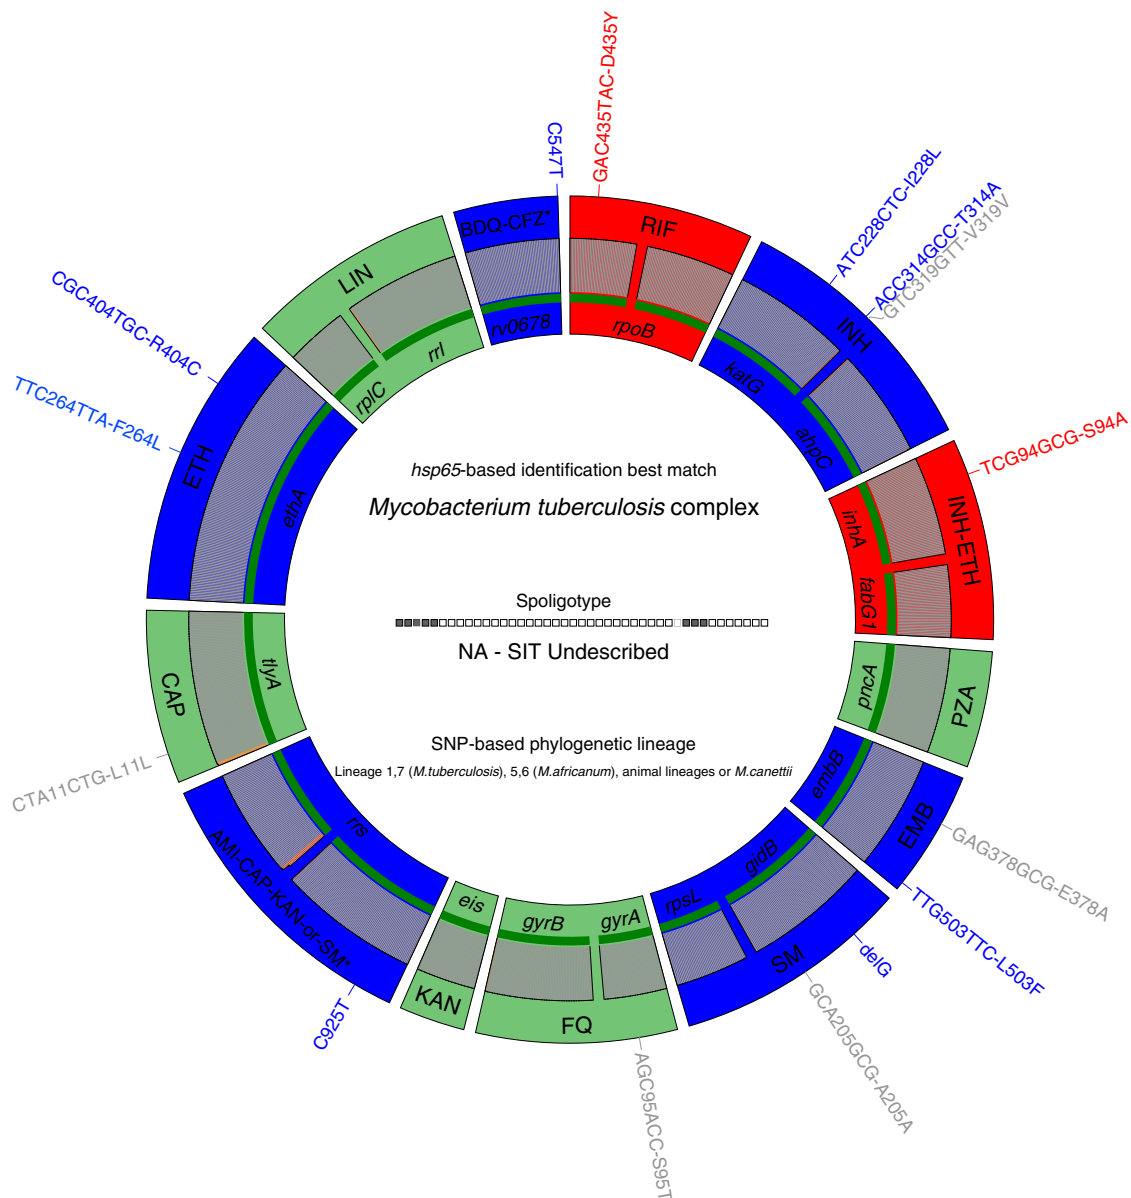 GAC435TAC-D435Y
C547T
ATC228CTC-I228L
ACC314GCC-T314A
GTC319GTT-V319V
RIF
BDQ-CFZ*
LIN
INH
CGC404TGC-R404C
rpoB
rv0678
rrl
rplC
katG
TTC264TTA-F264L
TCG94GCG-S94A
ahpC
ETH
ethA
hsp65-based identification best match
Mycobacterium tuberculosis complex
inhA
INH-ETH
fabG1
Spoligotype
NA - SIT Undescribed
CAP
tlyA
pncA
PZA
SNP-based phylogenetic lineage
Lineage 1,7 (M.tuberculosis), 5,6 (M.africanum), animal lineages or M.canettii
CTA11CTG-L11L
embB
EMB
GAG378GCG-E378A
rrs
gidB
AMI-CAP-KAN-or-SM*
eis
gyrB
gyrA
rpsL
TTG503TTC-L503F
SM
delG
KAN
FQ
C925T
GCA205GCG-A205A
AGC95ACC-S95T